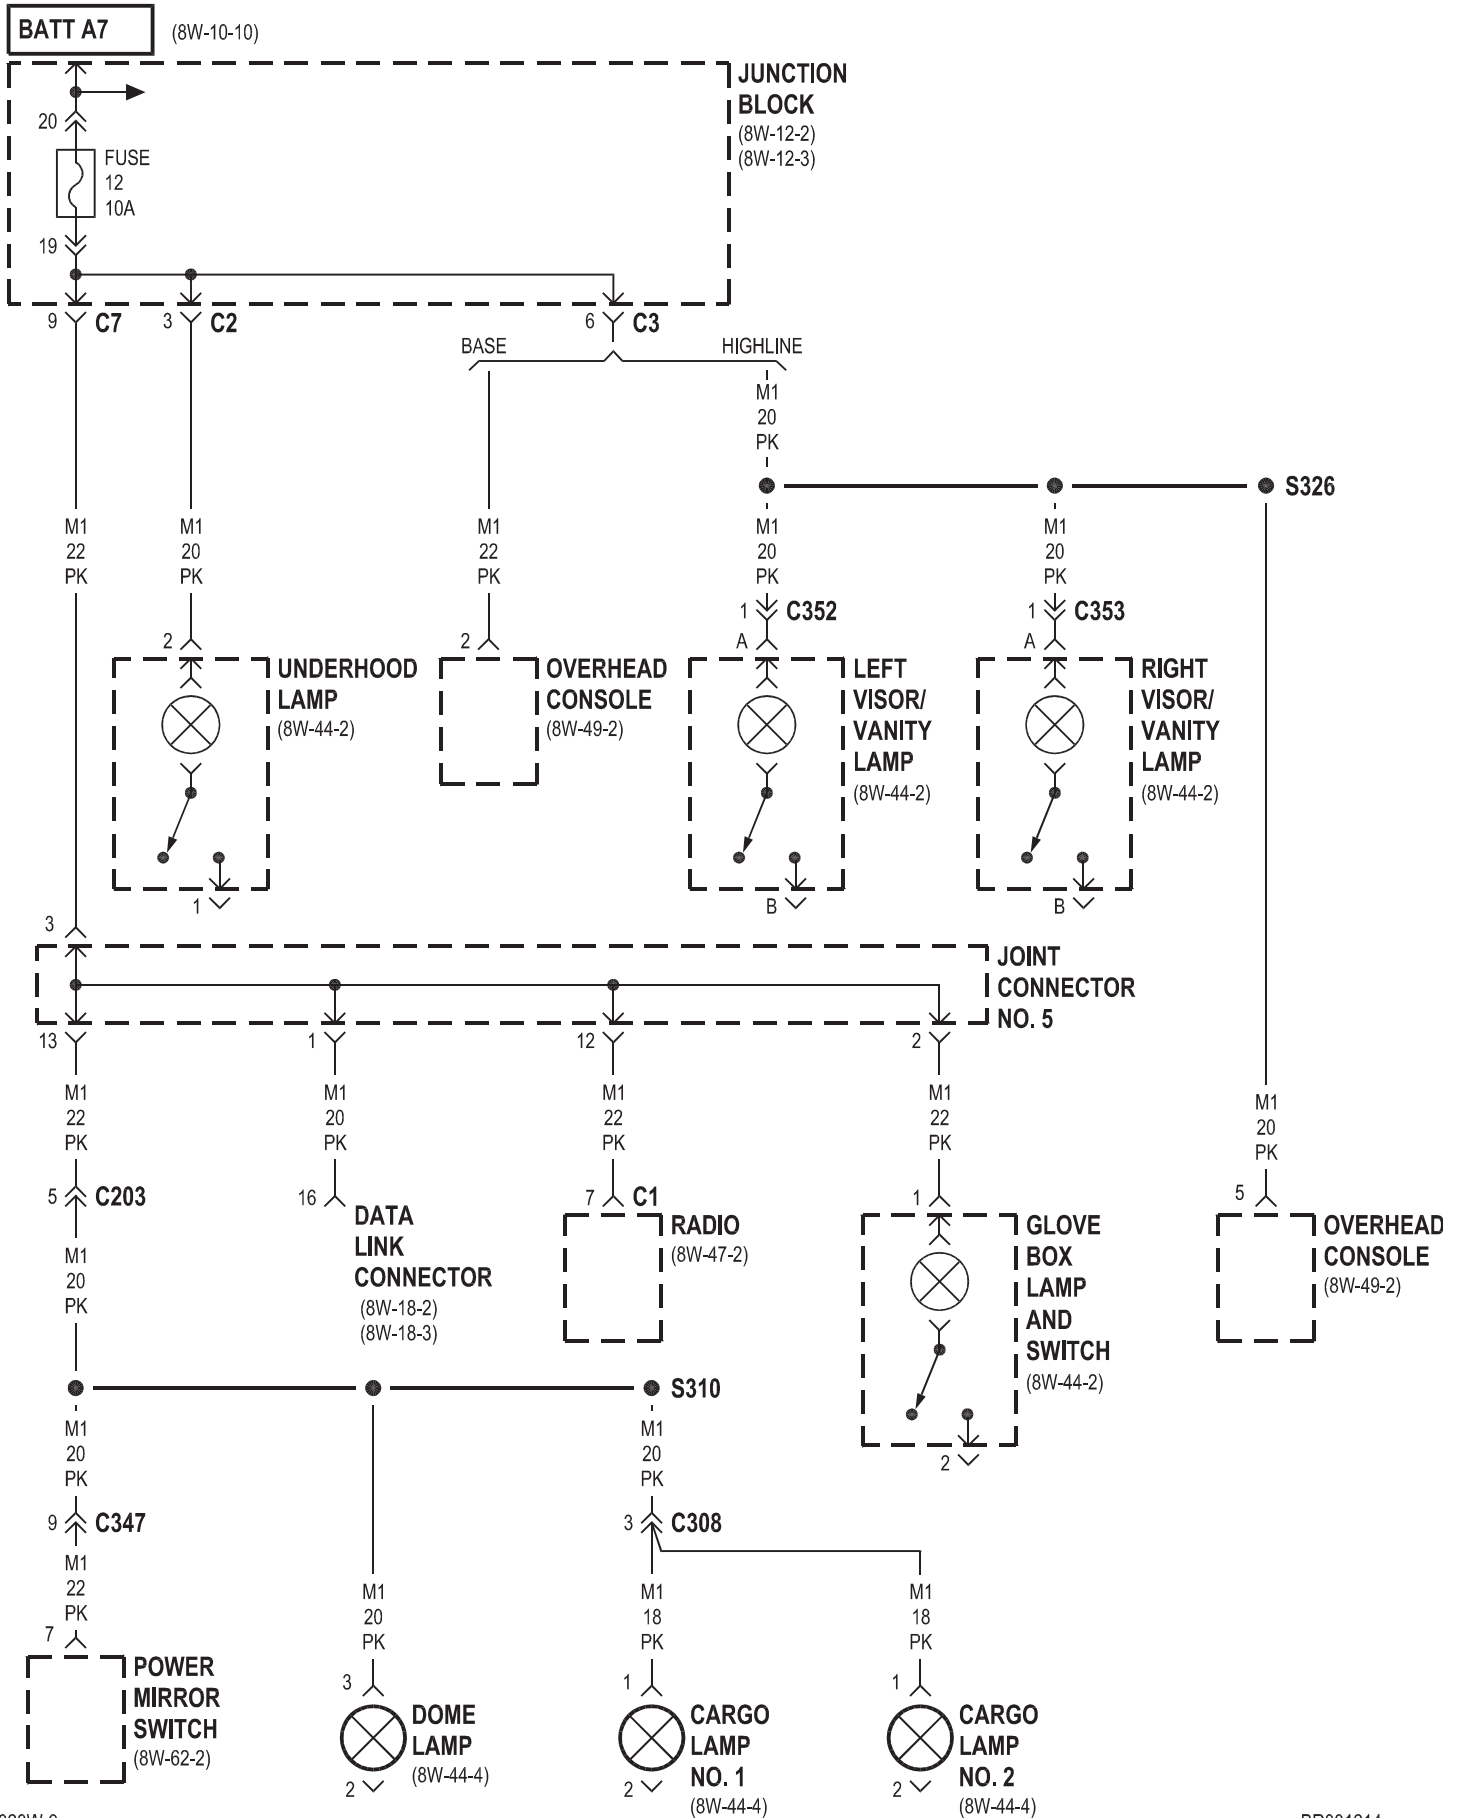 BATT A7 (8W-10-10)
JUNCTION
BLOCK
(8W-12-2)
(8W-12-3)
20
FUSE
12
10A
19
9 C7 3 C2 6 C3
BASE HIGHLINE
M1
20
PK
S326
M1 M1 M1 M1 M1
22 20 22 20 20
PK PK PK PK PK
1 C352 1 C353
2 2 A A
UNDERHOOD
LAMP
(8W-44-2)
OVERHEAD
CONSOLE
(8W-49-2)
LEFT
VISOR/
VANITY
LAMP
(8W-44-2)
RIGHT
VISOR/
VANITY
LAMP
(8W-44-2)
1 B B
3
JOINT
CONNECTOR
NO. 5
13 1 12 2
M1 M1 M1 M1 M1
22 20 22 22 20
PK PK PK PK PK
5 C203 16 7 C1 1 5
DATA
LINK
CONNECTOR
(8W-18-2)
(8W-18-3)
RADIO
(8W-47-2)
GLOVE
BOX
LAMP
AND
SWITCH
(8W-44-2)
OVERHEAD
CONSOLE
(8W-49-2)
M1
20
PK
2
S310
M1 M1
20 20
PK PK
9 C347 3 C308
M1
22
PK
M1 M1 M1
20 18 18
PK PK PK
7 3 1 1
POWER
MIRROR
SWITCH
(8W-62-2)
DOME
LAMP
(8W-44-4)
CARGO
LAMP
NO. 1
(8W-44-4)
CARGO
LAMP
NO. 2
(8W-44-4)
2 2 2